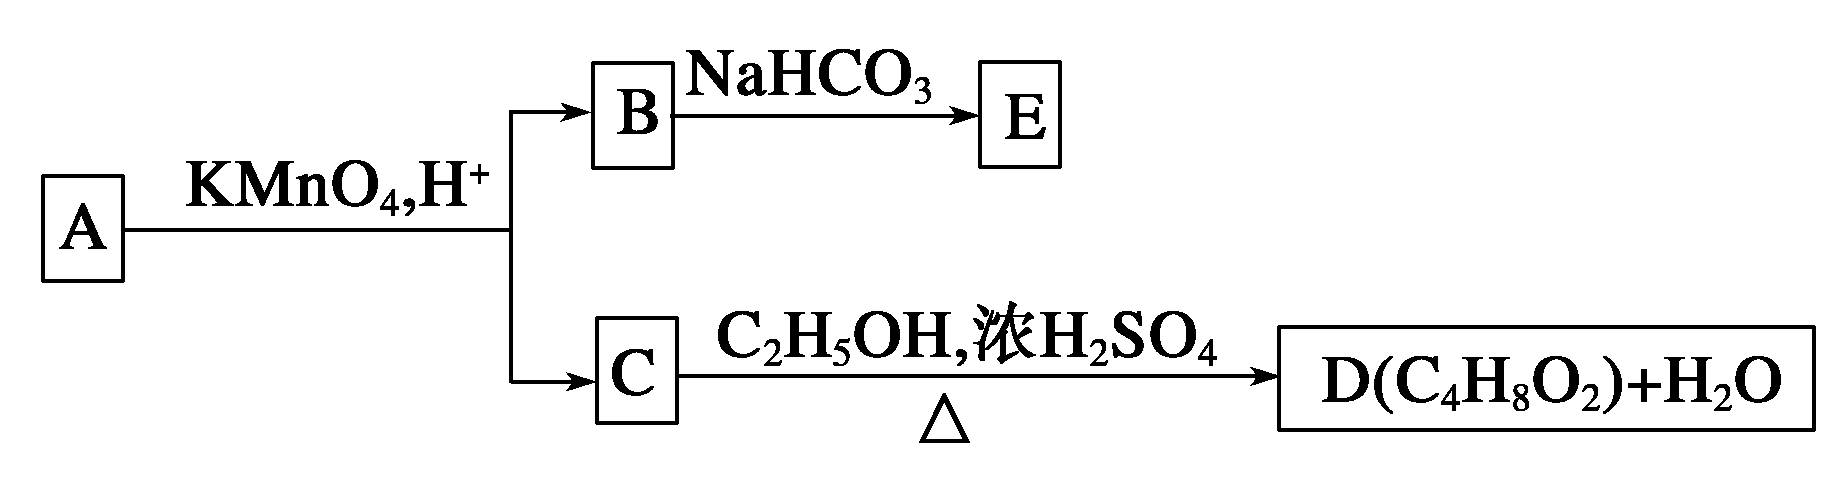 A
KMnO₄,H⁺
B
NaHCO₃
E
C
C₂H₅OH,浓H₂SO₄
△
D(C₄H₈O₂)+H₂O